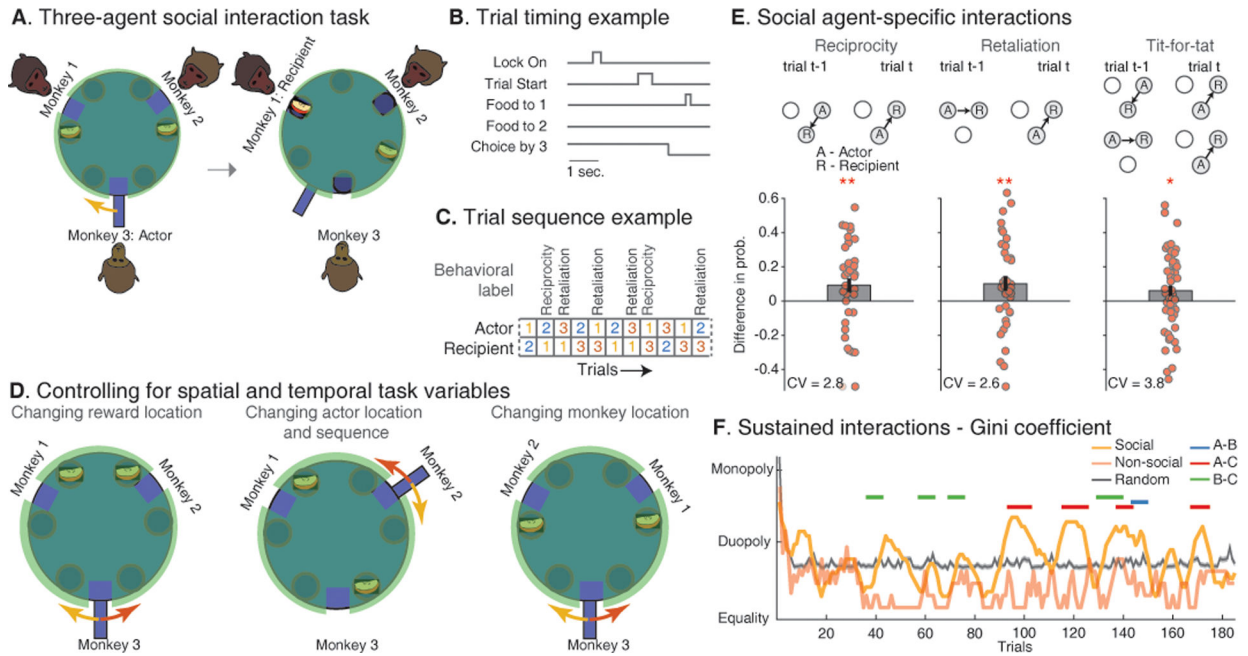 A. Three-agent social interaction task
Monkey 1
Monkey 2
Monkey 3: Actor
Monkey 1: Recipient
Monkey 2
Monkey 3
B. Trial timing example
Lock On
Trial Start
Food to 1
Food to 2
Choice by 3
1 sec.
C. Trial sequence example
Behavioral
label
Reciprocity
Retaliation
Retaliation
Retaliation
Reciprocity
Retaliation
Actor 1 2 3 2 1 2 3 1 3 1 2
Recipient 2 1 1 3 3 1 1 3 2 3 3
Trials
D. Controlling for spatial and temporal task variables
Changing reward location
Monkey 1
Monkey 2
Monkey 3
Changing actor location
and sequence
Monkey 1
Monkey 2
Monkey 3
Changing monkey location
Monkey 2
Monkey 1
Monkey 3
E. Social agent-specific interactions
Reciprocity
trial t-1 trial t
A R A R
A - Actor
R - Recipient
Retaliation
trial t-1 trial t
A R R A
Tit-for-tat
trial t-1 trial t
A R R A
A R R A
** ** *
Difference in prob.
0.6
0.4
0.2
0
-0.2
-0.4
CV = 2.8
CV = 2.6
CV = 3.8
F. Sustained interactions - Gini coefficient
Social
Non-social
Random
A-B
A-C
B-C
Monopoly
Duopoly
Equality
20 40 60 80 100 120 140 160 180
Trials